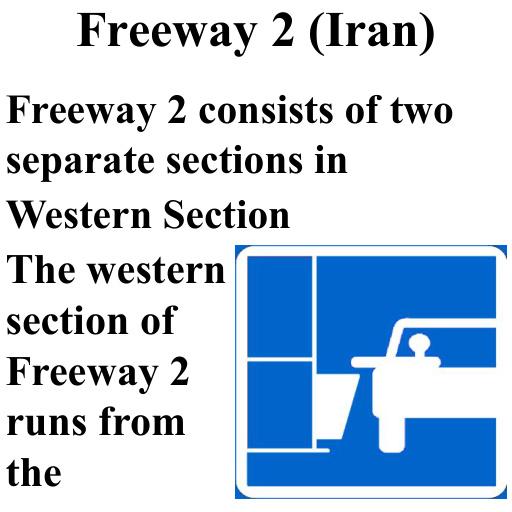 Freeway 2 (Iran)
Freeway 2 consists of two
separate sections in
Western Section
The western
section of
Freeway 2
runs from
the